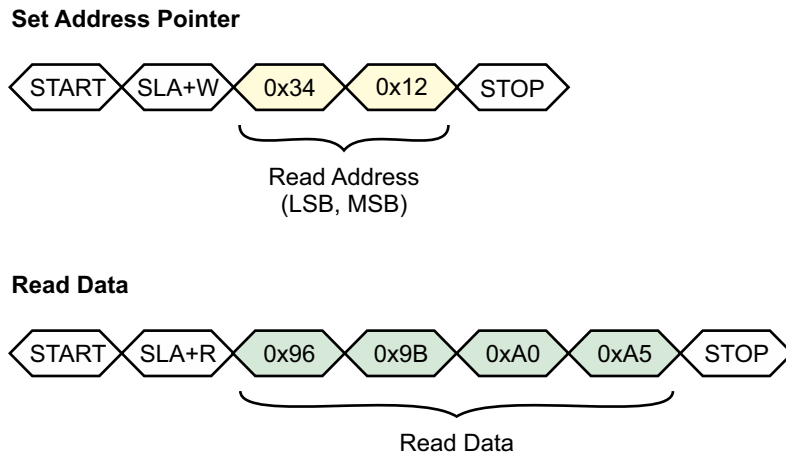 Set Address Pointer
START SLA+W 0x34 0x12 STOP
Read Address
(LSB, MSB)
Read Data
START SLA+R 0x96 0x9B 0xA0 0xA5 STOP
Read Data